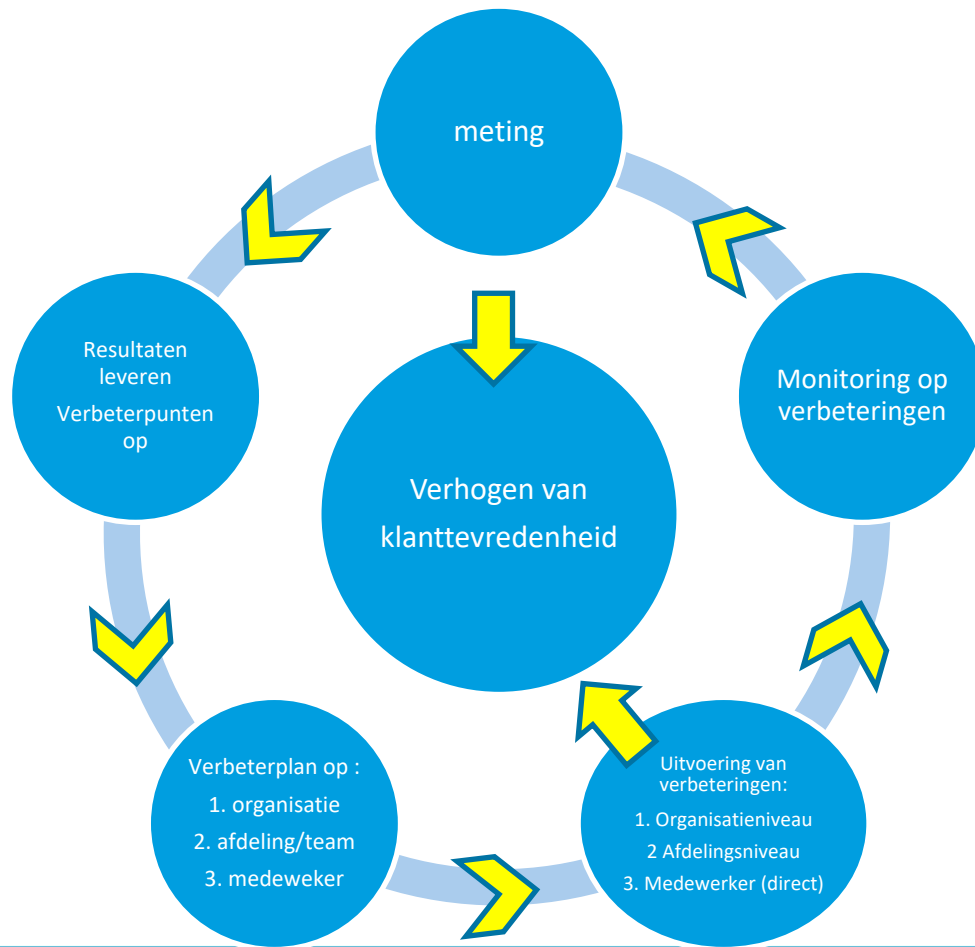 meting
Resultaten
leveren
Verbeterpunten
op
Monitoring op
verbeteringen
Verhogen van
klanttevredenheid
Verbeterplan op :
1. organisatie
2. afdeling/team
3. medeweker
Uitvoering van
verbeteringen:
1. Organisatieniveau
2 Afdelingsniveau
3. Medewerker (direct)